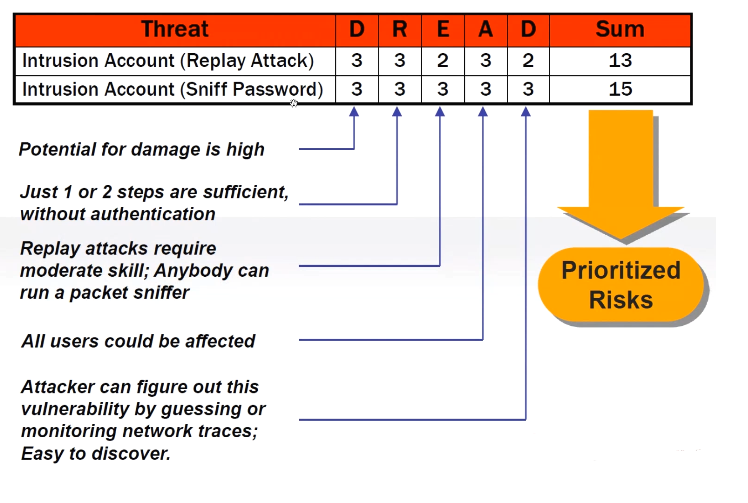 Threat D R E A D Sum
Intrusion Account (Replay Attack) 3 3 2 3 2 13
Intrusion Account (Sniff Password) 3 3 3 3 3 15
Potential for damage is high
Just 1 or 2 steps are sufficient,
without authentication
Replay attacks require
moderate skill; Anybody can
run a packet sniffer
All users could be affected
Attacker can figure out this
vulnerability by guessing or
monitoring network traces;
Easy to discover.
Prioritized
Risks